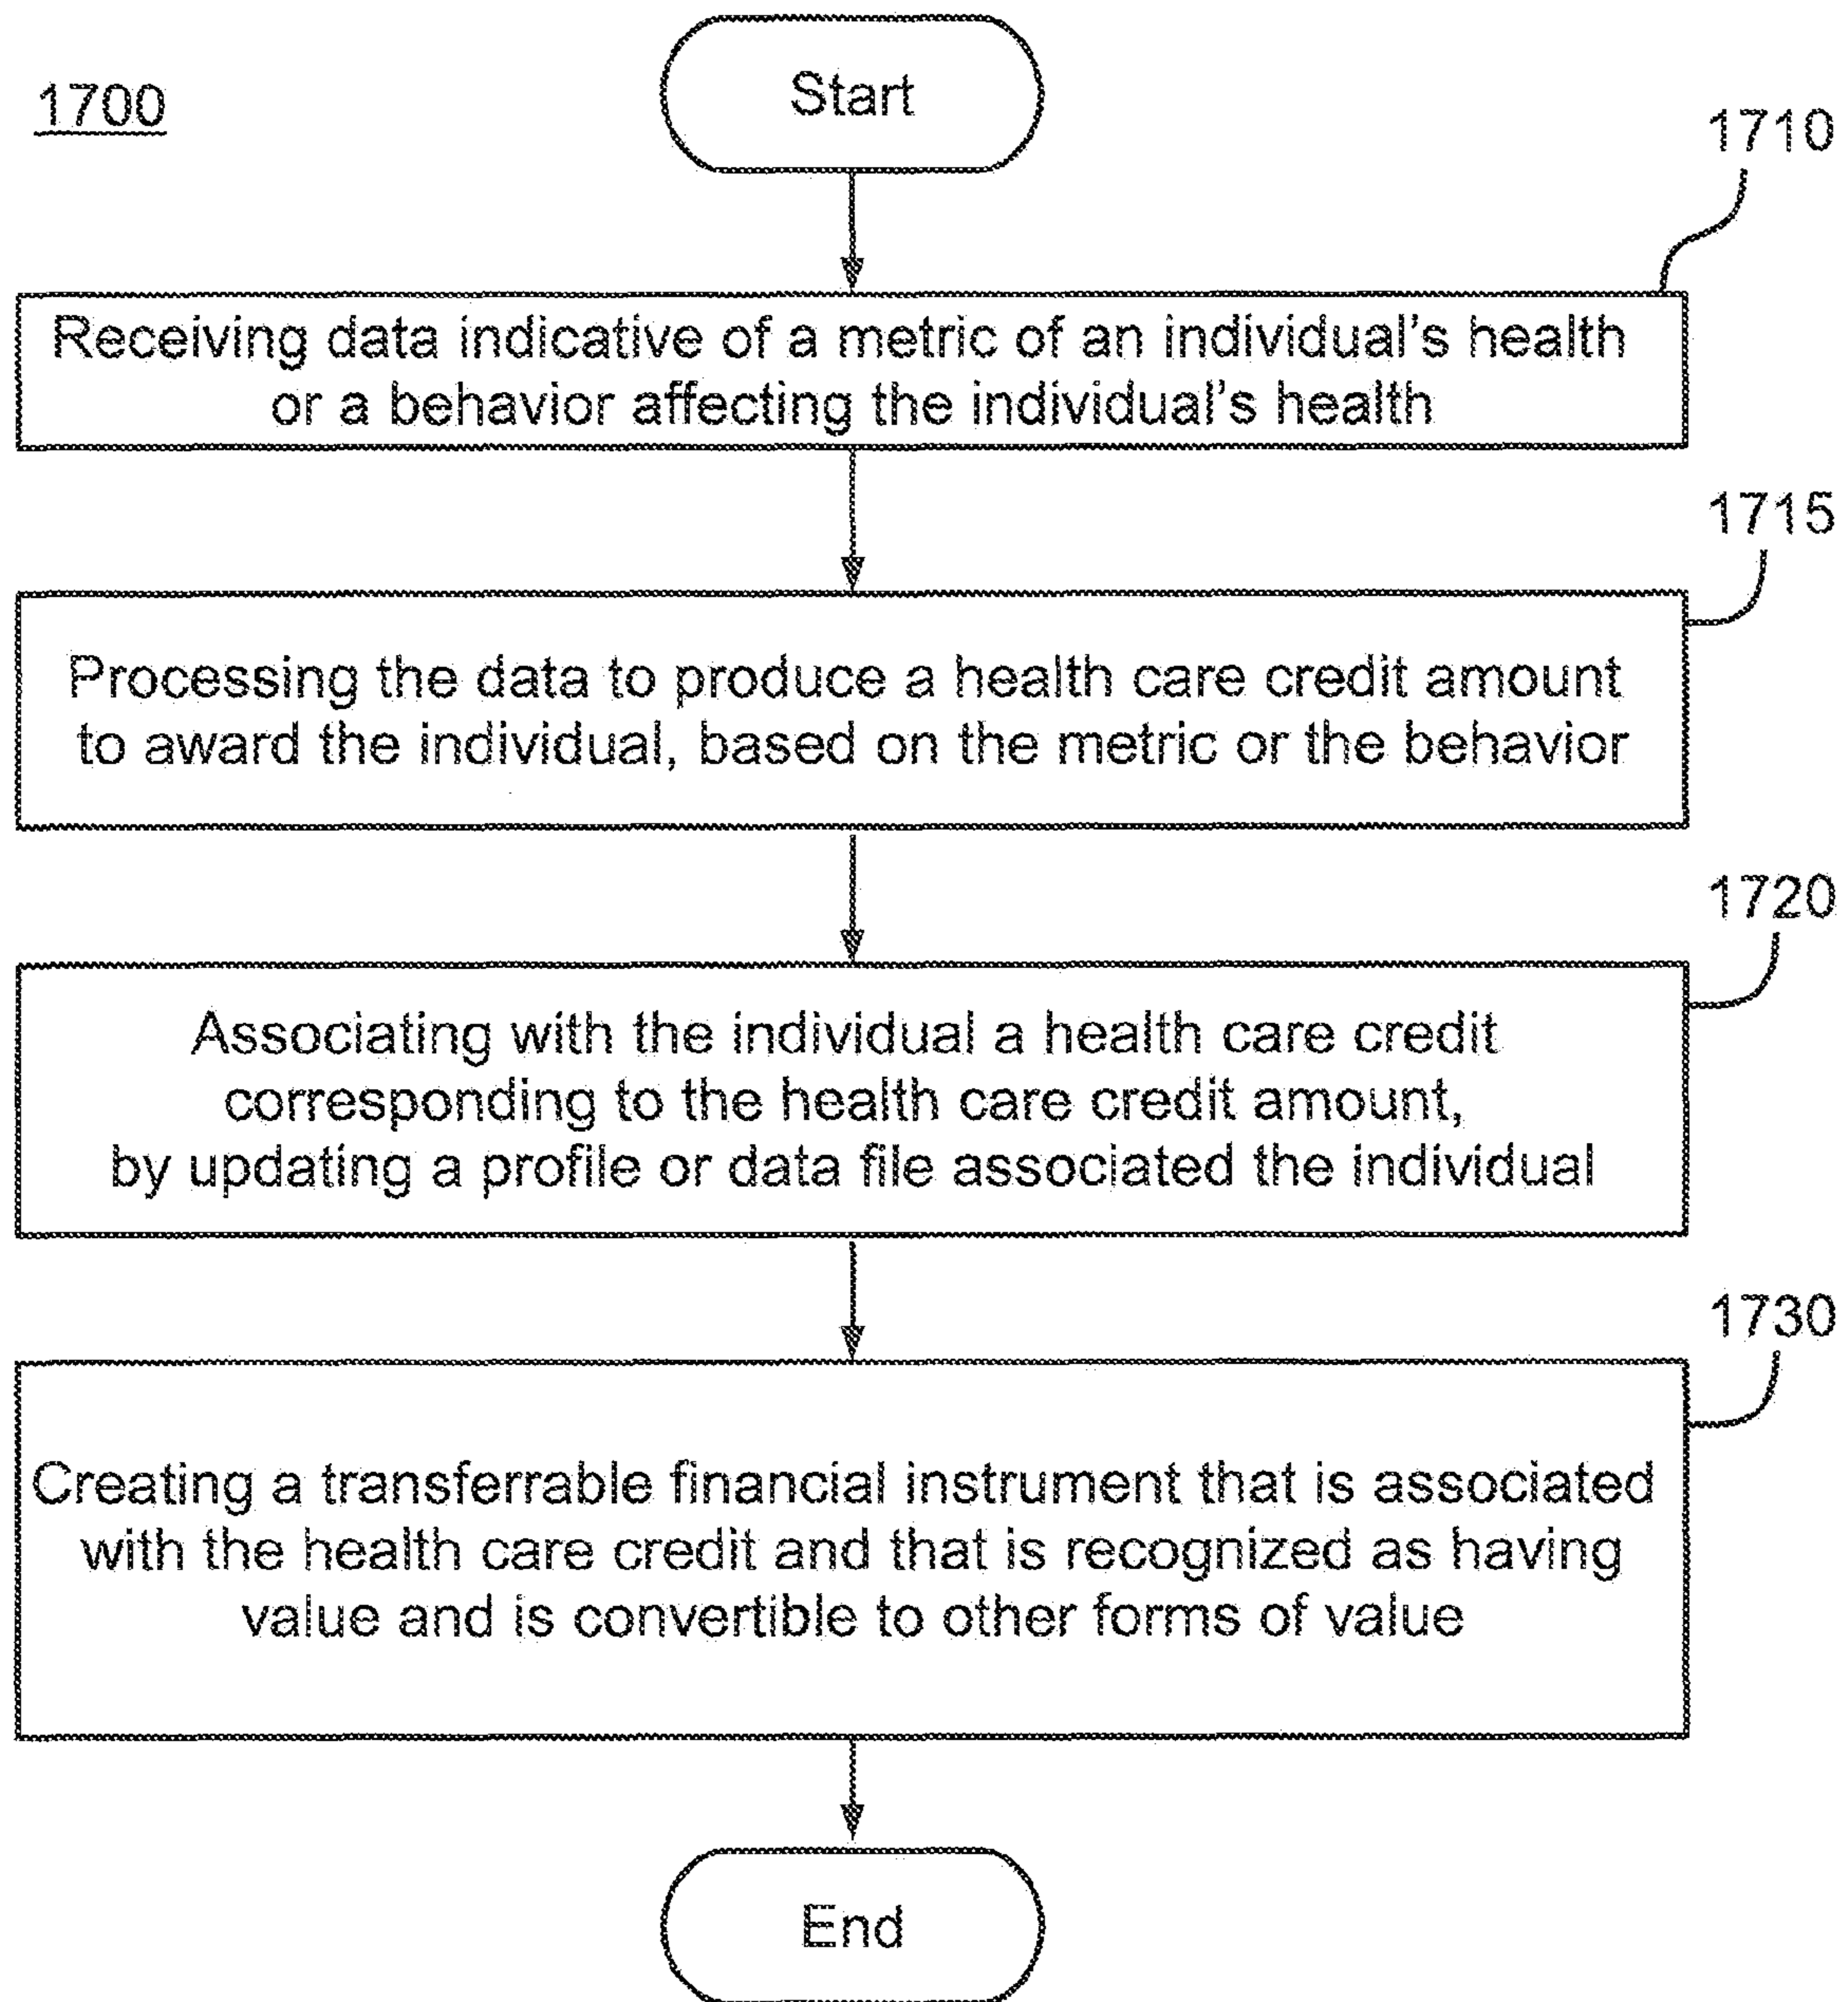 1700
Start
1710
Receiving data indicative of a metric of an individual's health
or a behavior affecting the individual's health
1715
Processing the data to produce a health care credit amount
to award the individual, based on the metric or the behavior
1720
Associating with the individual a health care credit
corresponding to the health care credit amount,
by updating a profile or data file associated the individual
1730
Creating a transferrable financial instrument that is associated
with the health care credit and that is recognized as having
value and is convertible to other forms of value
End